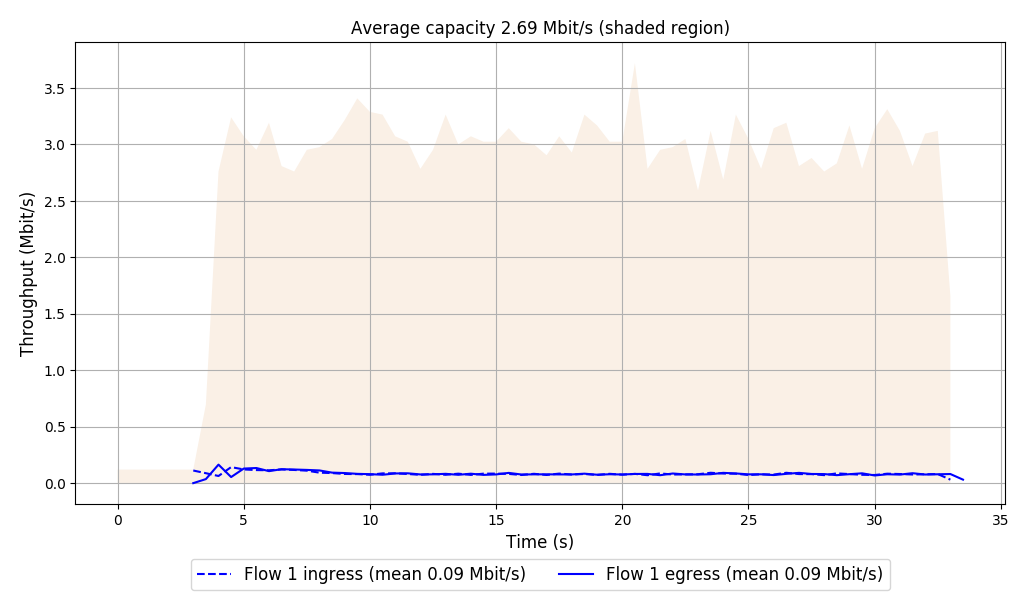 Average capacity 2.69 Mbit/s (shaded region)
Throughput (Mbit/s)
3.5
3.0
2.5
2.0
1.5
1.0
0.5
0.0
0 5 10 15 20 25 30 35
Time (s)
Flow 1 ingress (mean 0.09 Mbit/s) Flow 1 egress (mean 0.09 Mbit/s)